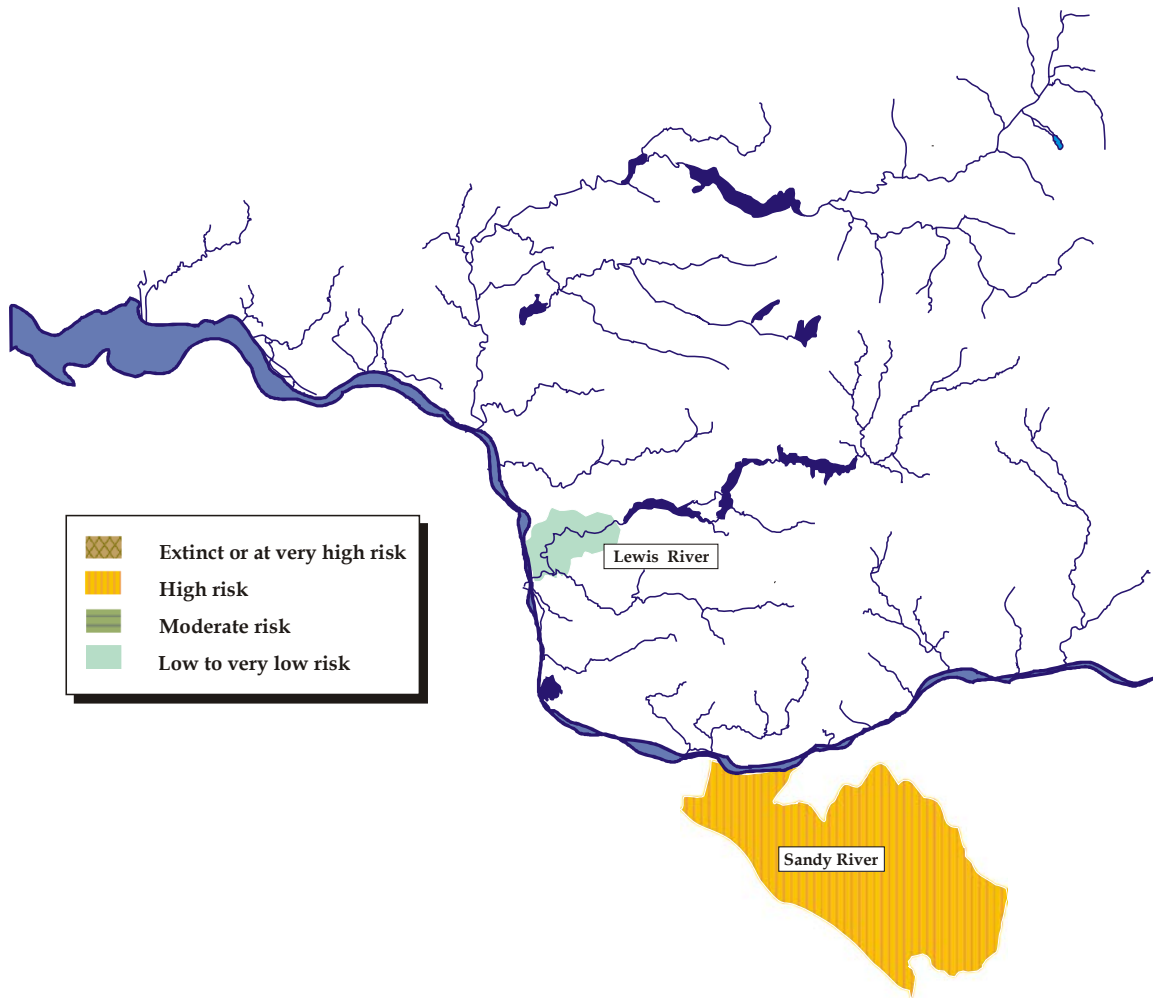 Lewis River
Extinct or at very high risk
High risk
Moderate risk
Low to very low risk
Sandy River